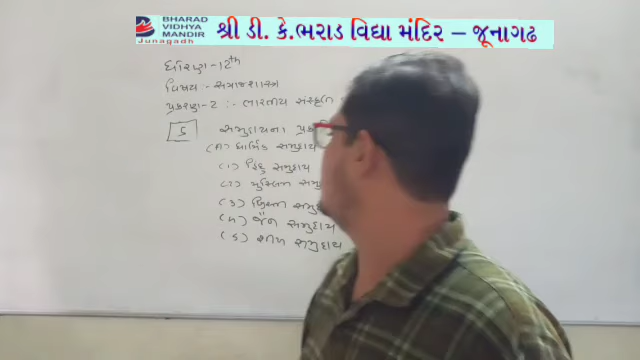 BHARAD
VIDHYA
MANDIR
Junagadh
શ્રી ડી. કે.ભરાડ વિદ્યા મંદિર – જૂનાગઢ
ધોરણ-12th
વિષય :- સમાજશાસ્ત્ર
પ્રકરણ-2 :- ભારતીય સંસ્કૃતિ
સમુદાયના
(A) ધાર્મિક સમુદાય
(1) હિંદુ સમુદાય
(2) મુસ્લિમ
(3) ખ્રિસ્તી
(4) જૈન સમુદાય
(5) શીખ સમુદાય